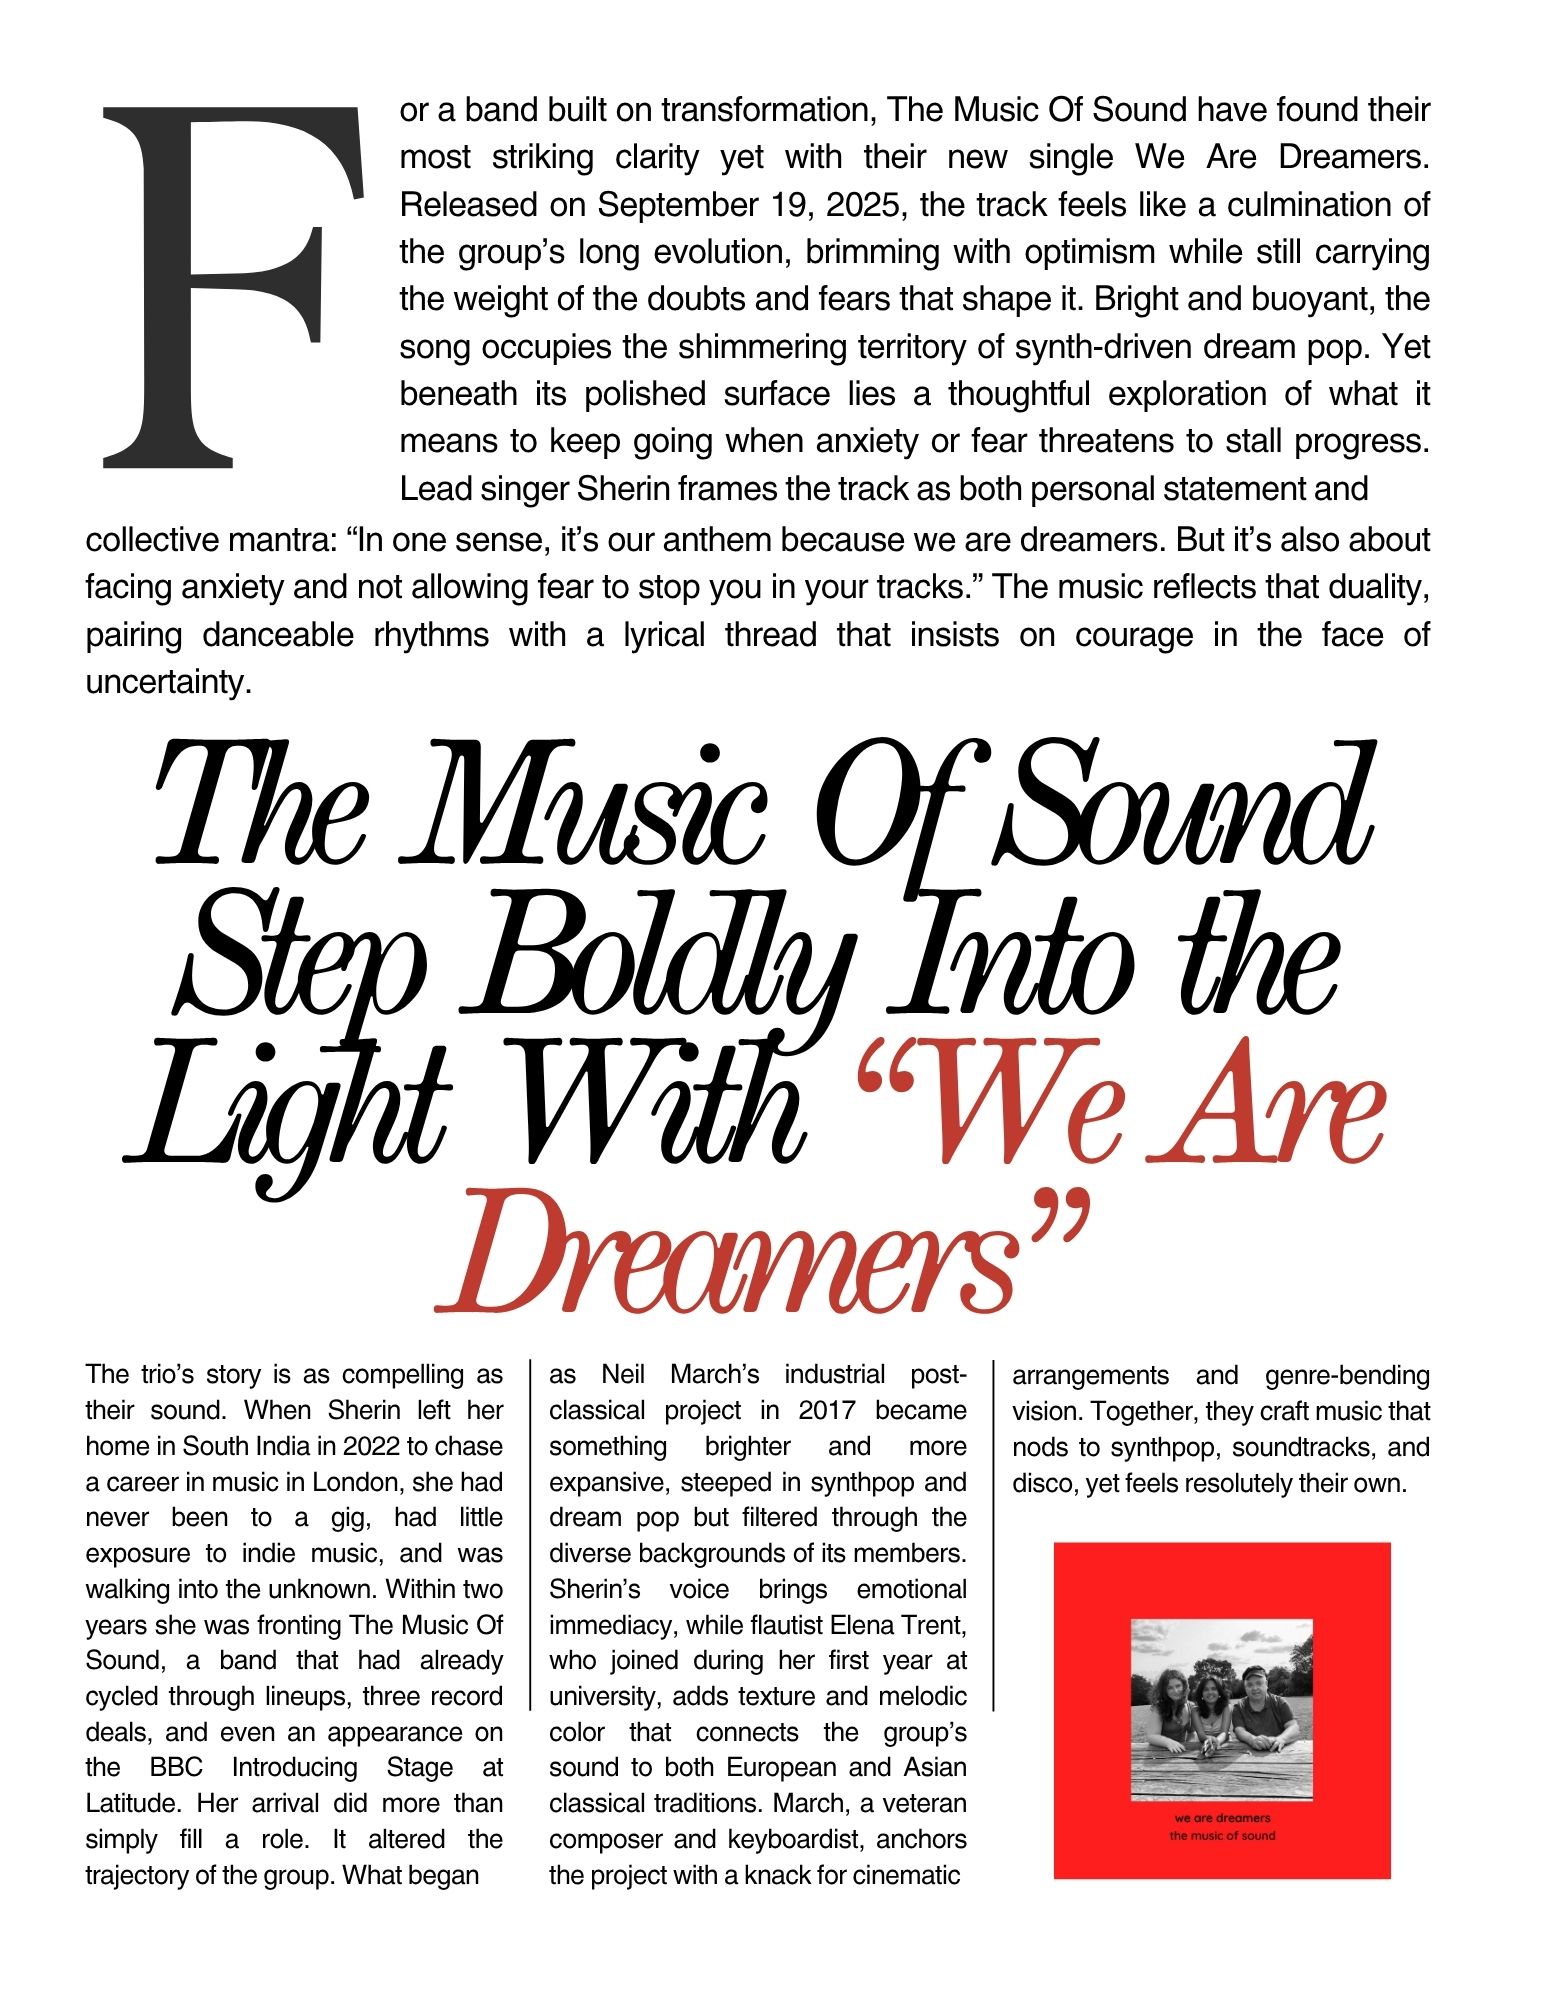 For a band built on transformation, The Music Of Sound have found their
most striking clarity yet with their new single We Are Dreamers.
Released on September 19, 2025, the track feels like a culmination of
the group’s long evolution, brimming with optimism while still carrying
the weight of the doubts and fears that shape it. Bright and buoyant, the
song occupies the shimmering territory of synth-driven dream pop. Yet
beneath its polished surface lies a thoughtful exploration of what it
means to keep going when anxiety or fear threatens to stall progress.
Lead singer Sherin frames the track as both personal statement and
collective mantra: “In one sense, it’s our anthem because we are dreamers. But it’s also about
facing anxiety and not allowing fear to stop you in your tracks.” The music reflects that duality,
pairing danceable rhythms with a lyrical thread that insists on courage in the face of
uncertainty.
The Music Of Sound
Step Boldly Into the
Light With “We Are
Dreamers”
The trio’s story is as compelling as
their sound. When Sherin left her
home in South India in 2022 to chase
a career in music in London, she had
never been to a gig, had little
exposure to indie music, and was
walking into the unknown. Within two
years she was fronting The Music Of
Sound, a band that had already
cycled through lineups, three record
deals, and even an appearance on
the BBC Introducing Stage at
Latitude. Her arrival did more than
simply fill a role. It altered the
trajectory of the group. What began
as Neil March’s industrial post-
classical project in 2017 became
something brighter and more
expansive, steeped in synthpop and
dream pop but filtered through the
diverse backgrounds of its members.
Sherin’s voice brings emotional
immediacy, while flautist Elena Trent,
who joined during her first year at
university, adds texture and melodic
color that connects the group’s
sound to both European and Asian
classical traditions. March, a veteran
composer and keyboardist, anchors
the project with a knack for cinematic
arrangements and genre-bending
vision. Together, they craft music that
nods to synthpop, soundtracks, and
disco, yet feels resolutely their own.
we are dreamers
the music of sound